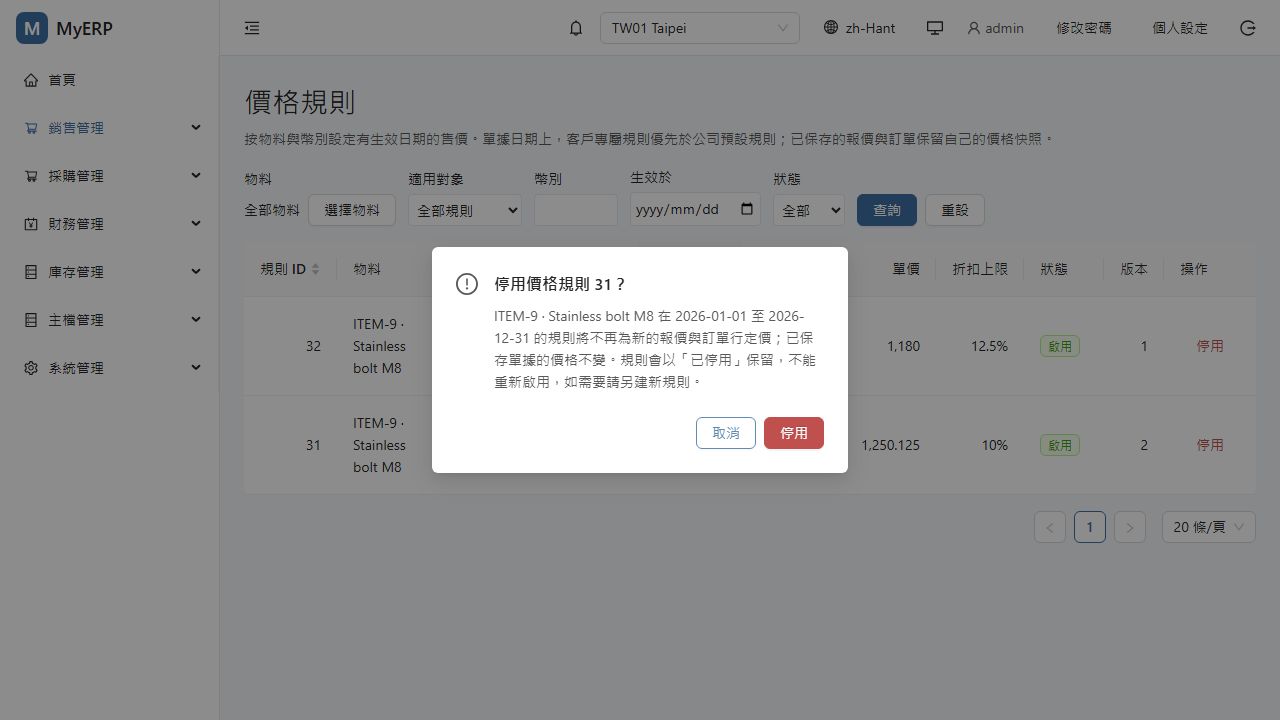 M MyERP
TW01 Taipei
zh-Hant
admin
修改密碼
個人設定
首頁
銷售管理
採購管理
財務管理
庫存管理
主檔管理
系統管理
價格規則
按物料與幣別設定有生效日期的售價。單據日期上，客戶專屬規則優先於公司預設規則；已保存的報價與訂單保留自己的價格快照。
物料 適用對象 幣別 生效於 狀態
全部物料 選擇物料 全部規則 yyyy/mm/dd 全部 查詢 重設
規則 ID 物料 單價 折扣上限 狀態 版本 操作
32 ITEM-9 · Stainless bolt M8 1,180 12.5% 啟用 1 停用
31 ITEM-9 · Stainless bolt M8 1,250.125 10% 啟用 2 停用
停用價格規則 31？
ITEM-9 · Stainless bolt M8 在 2026-01-01 至 2026-
12-31 的規則將不再為新的報價與訂單行定價；已保
存單據的價格不變。規則會以「已停用」保留，不能
重新啟用，如需要請另建新規則。
取消 停用
1
20 條/頁